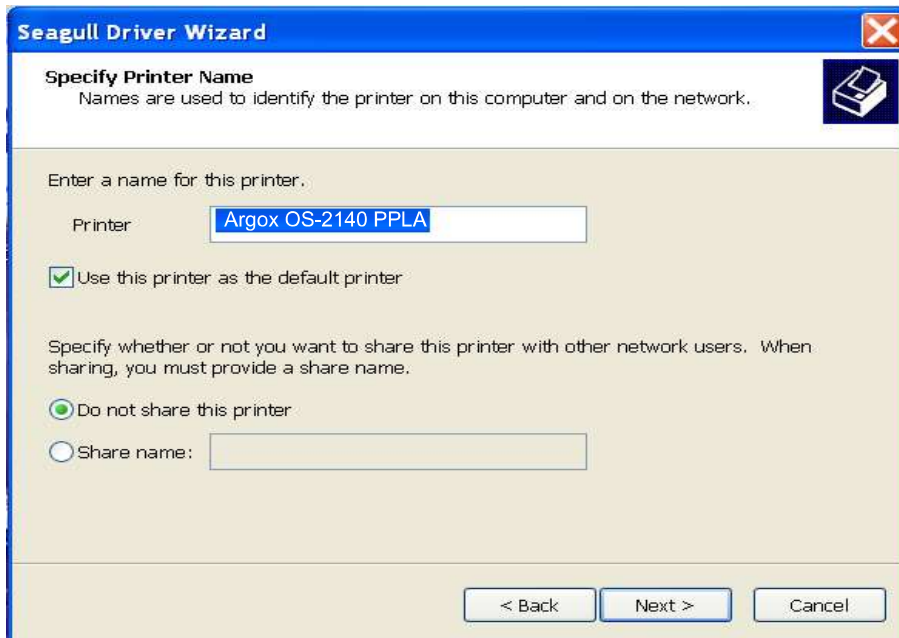 Seagull Driver Wizard
Specify Printer Name
Names are used to identify the printer on this computer and on the network.
Enter a name for this printer.
Printer
Argox OS-2140 PPLA
Use this printer as the default printer
Specify whether or not you want to share this printer with other network users. When
sharing, you must provide a share name.
Do not share this printer
Share name:
< Back
Next >
Cancel